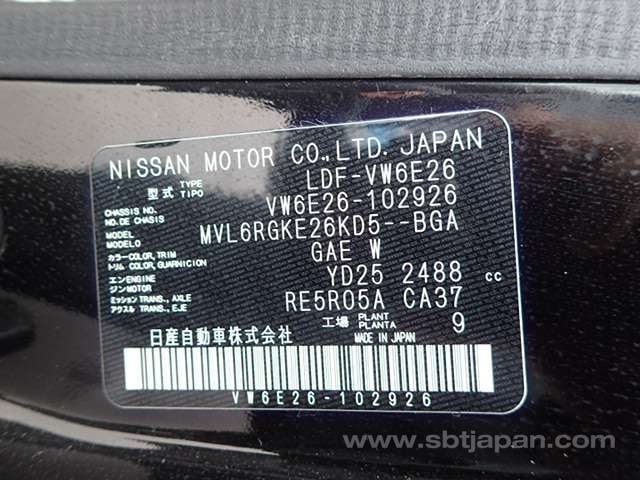 NISSAN MOTOR CO.,LTD. JAPAN
型式 TYPE TIPO LDF-VW6E26
CHASSIS NO. NO. DE CHASSIS VW6E26-102926
MODEL MODELO MVL6RGKE26KD5--BGA
カラー COLOR, TRIM トリム COLOR, GUARNICION GAE W
エンジン ENGINE MOTOR YD25 2488 cc
ミッション TRANS., AXLE アクスル TRANS., EJE RE5R05A CA37
工場 PLANT PLANTA 9
日産自動車株式会社 MADE IN JAPAN
VW6E26-102926
www.sbtjapan.com